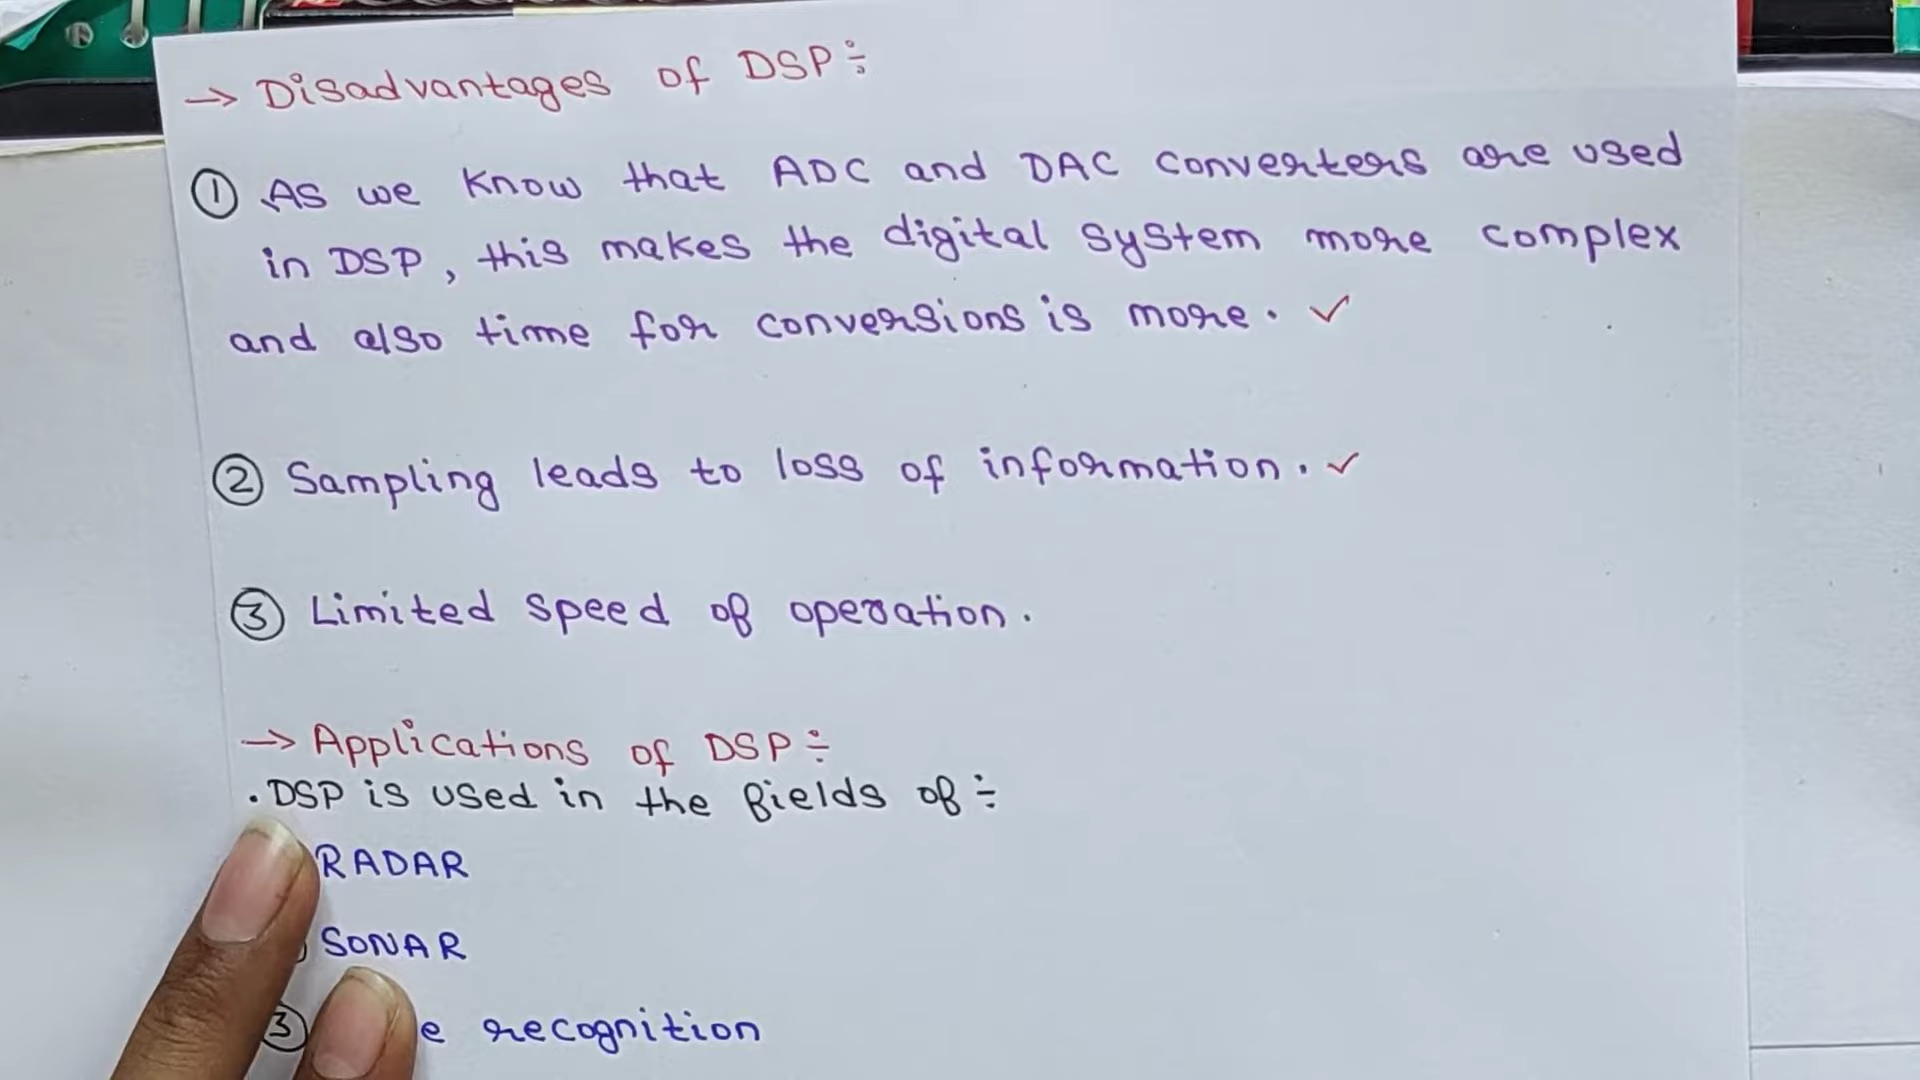 → Disadvantages of DSP÷
① As we know that ADC and DAC converters are used
in DSP, this makes the digital system more complex
and also time for conversions is more. ✓
② Sampling leads to loss of information. ✓
③ Limited speed of operation.
→ Applications of DSP÷
. DSP is used in the fields of÷
RADAR
SONAR
③ recognition